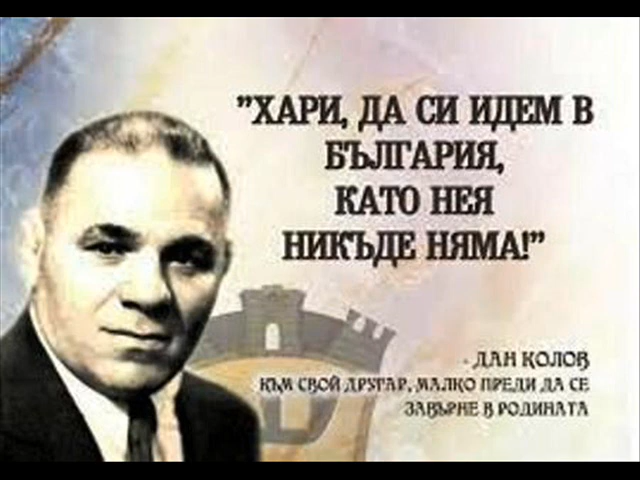 "ХАРИ, ДА СИ ИДЕМ В
БЪЛГАРИЯ,
КАТО НЕЯ
НИКЪДЕ НЯМА!"
- ДАН КОЛОВ
КЪМ СВОЙ ДРУГАР, МАЛКО ПРЕДИ ДА СЕ
ЗАВЪРНЕ В РОДИНАТА